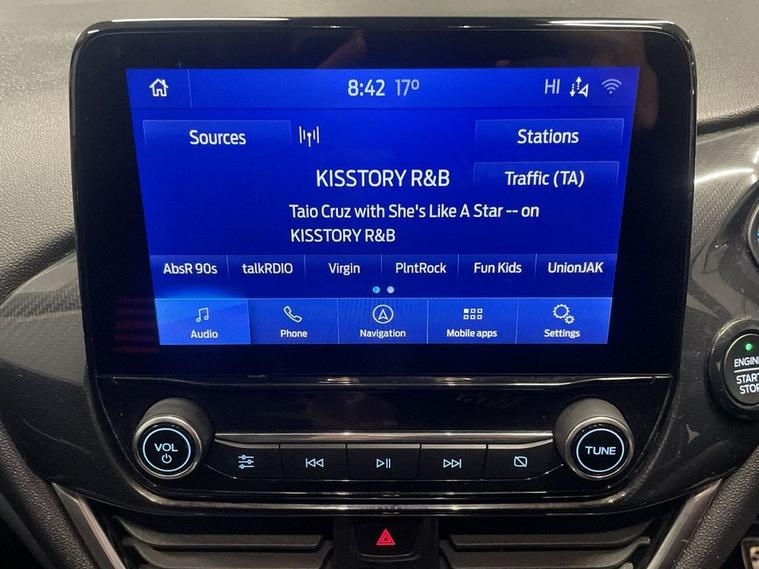 8:42 17°
HI
Sources
Stations
KISSTORY R&B
Traffic (TA)
Taio Cruz with She's Like A Star -- on
KISSTORY R&B
AbsR 90s talkRDIO Virgin PlntRock Fun Kids UnionJAK
Audio Phone Navigation Mobile apps Settings
ENGINE
START
STOP
VOL
TUNE